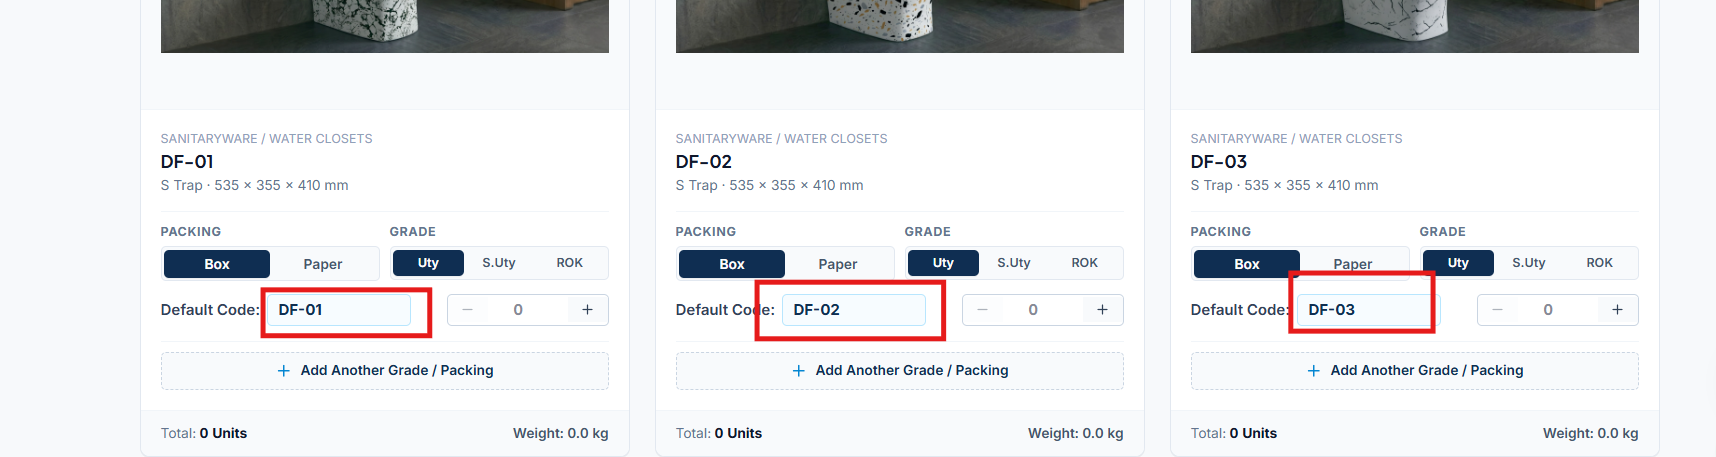 SANITARYWARE / WATER CLOSETS
DF-01
S Trap · 535 × 355 × 410 mm
PACKING
GRADE
Box Paper
Uty S.Uty ROK
Default Code: DF-01
− 0 +
+ Add Another Grade / Packing
Total: 0 Units
Weight: 0.0 kg
SANITARYWARE / WATER CLOSETS
DF-02
S Trap · 535 × 355 × 410 mm
PACKING
GRADE
Box Paper
Uty S.Uty ROK
Default Code: DF-02
− 0 +
+ Add Another Grade / Packing
Total: 0 Units
Weight: 0.0 kg
SANITARYWARE / WATER CLOSETS
DF-03
S Trap · 535 × 355 × 410 mm
PACKING
GRADE
Box Paper
Uty S.Uty ROK
Default Code: DF-03
− 0 +
+ Add Another Grade / Packing
Total: 0 Units
Weight: 0.0 kg